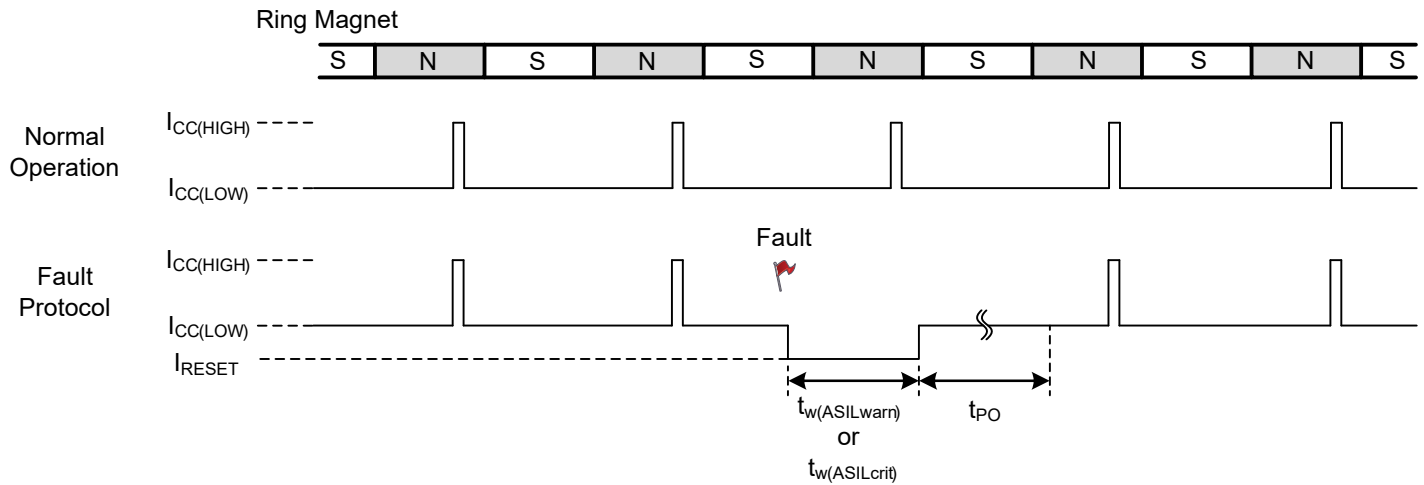 Ring Magnet
S N S N S N S N S N S
Normal
Operation
ICC(HIGH)
ICC(LOW)
Fault
Fault
Protocol
ICC(HIGH)
ICC(LOW)
IRESET
tw(ASILwarn)
or
tw(ASILcrit)
tPO